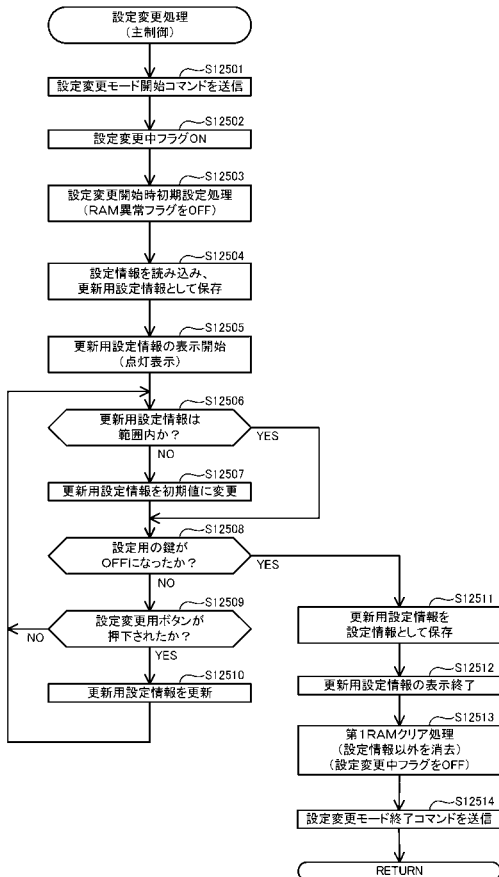 設定変更処理
(主制御)
S12501
設定変更モード開始コマンドを送信
S12502
設定変更中フラグON
S12503
設定変更開始時初期設定処理
(RAM異常フラグをOFF)
S12504
設定情報を読み込み、
更新用設定情報として保存
S12505
更新用設定情報の表示開始
(点灯表示)
S12506
更新用設定情報は
範囲内か？
YES
NO
S12507
更新用設定情報を初期値に変更
S12508
設定用の鍵が
OFFになったか？
YES
NO
S12509
設定変更用ボタンが
押下されたか？
NO
YES
S12510
更新用設定情報を更新
S12511
更新用設定情報を
設定情報として保存
S12512
更新用設定情報の表示終了
S12513
第1RAMクリア処理
(設定情報以外を消去)
(設定変更中フラグをOFF)
S12514
設定変更モード終了コマンドを送信
RETURN